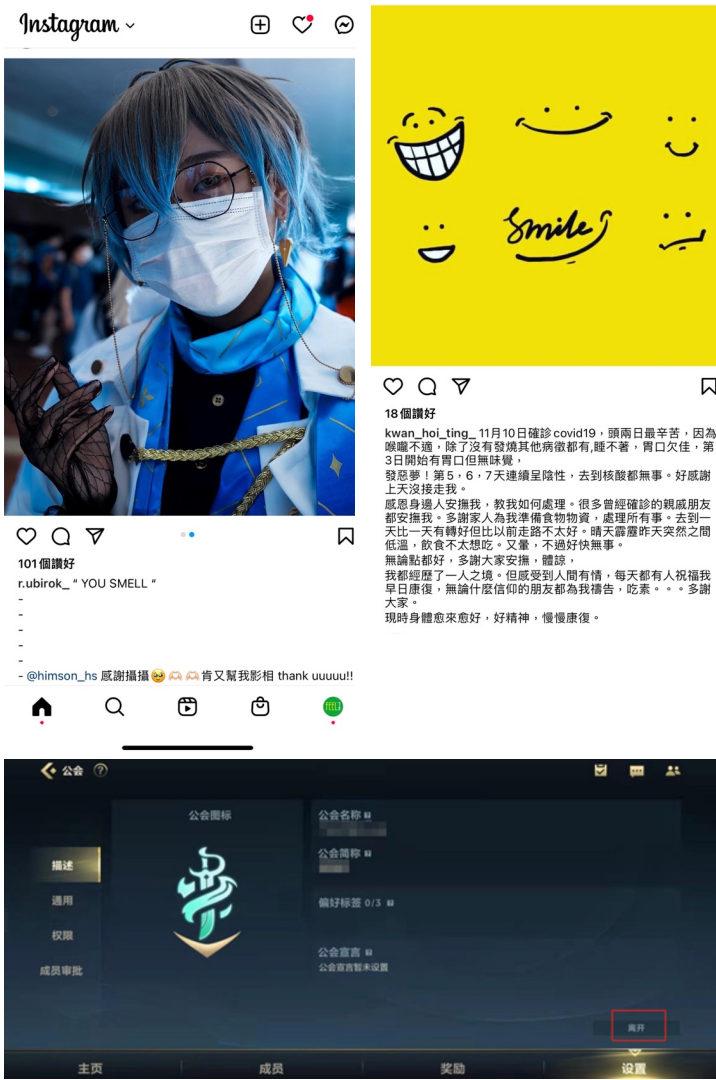 Instagram
101個讚好
r.ubirok_ “ YOU SMELL “
-
-
-
-
-
- @himson_hs 感謝攝攝🥹🫶🏻🫶🏻肯又幫我影相 thank uuuuu!!
FEEL
Smile
18個讚好
kwan_hoi_ting_ 11月10日確診covid19，頭兩日最辛苦，因為
喉嚨不適，除了沒有發燒其他病徵都有,睡不著，胃口欠佳，第
3日開始有胃口但無味覺，
發惡夢！第5，6，7天連續呈陰性，去到核酸都無事。好感謝
上天沒接走我。
感恩身邊人安撫我，教我如何處理。很多曾經確診的親戚朋友
都安撫我。多謝家人為我準備食物物資，處理所有事。去到一
天比一天有轉好但比以前走路不太好。晴天霹靂昨天突然之間
低溫，飲食不太想吃。又暈，不過好快無事。
無論點都好，多謝大家安撫，體諒，
我都經歷了一人之境。但感受到人間有情，每天都有人祝福我
早日康復，無論什麼信仰的朋友都為我禱告，吃素。。。多謝
大家。
現時身體愈來愈好，好精神，慢慢康復。
公会
公会图标
公会名称
公会简称
描述
通用
偏好标签 0/3
权限
公会宣言
成员审批
公会宣言暂未设置
离开
主页
成员
奖励
设置